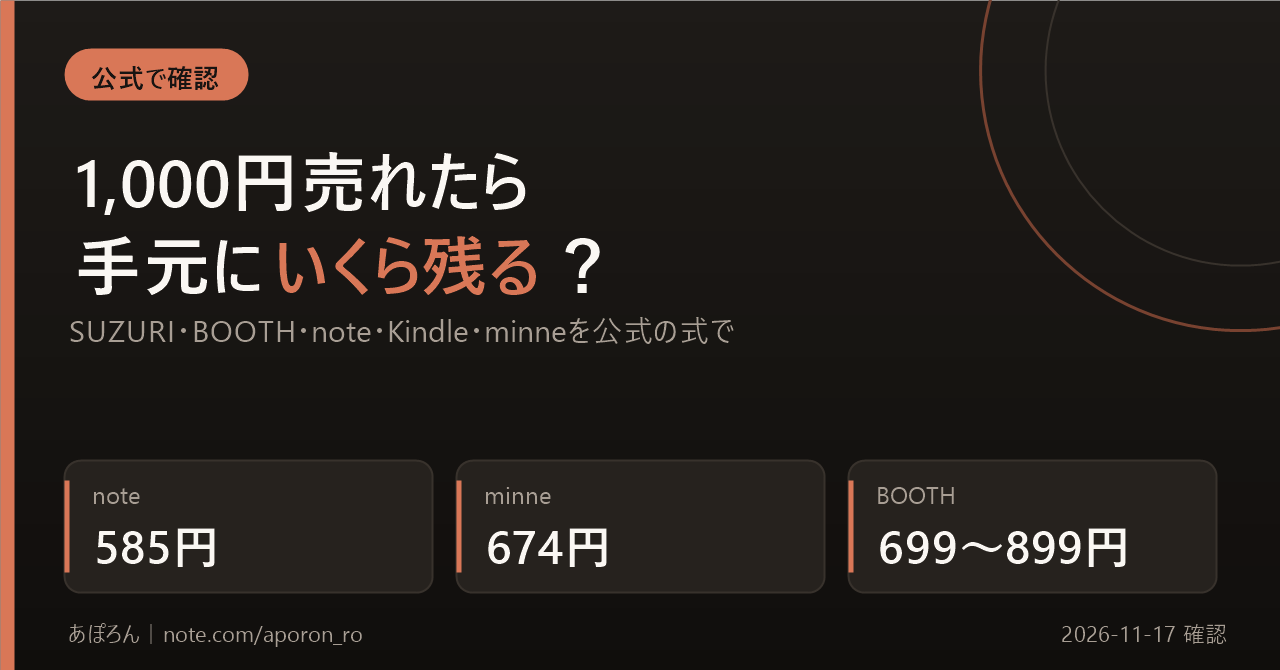 公式で確認
1,000円売れたら
手元にいくら残る？
SUZURI・BOOTH・note・Kindle・minneを公式の式で
note
585円
minne
674円
BOOTH
699〜899円
あぽろん｜note.com/aporon_ro
2026-11-17 確認